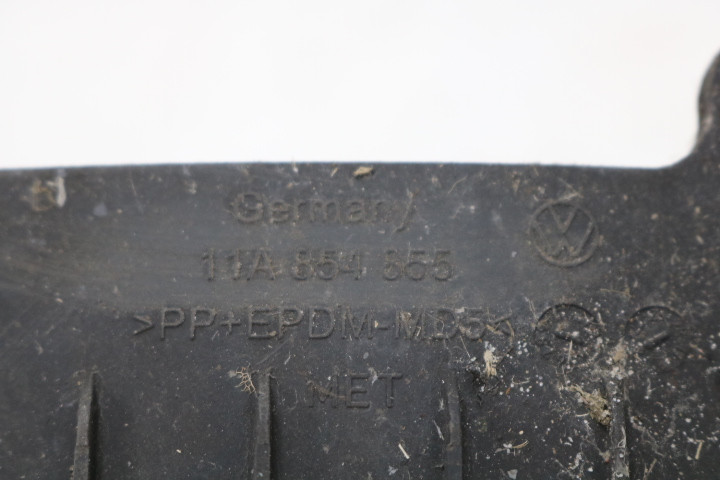 Germany
11A 854 855
>PP+EPDM-MD5<
MET